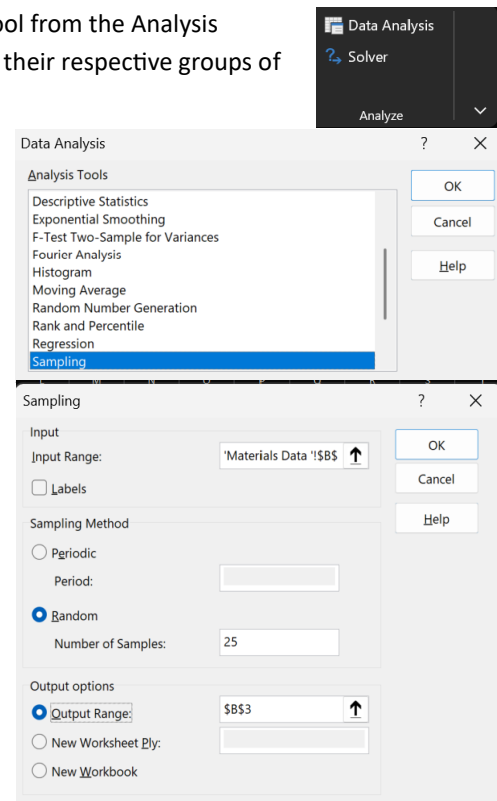 ool from the Analysis
their respective groups of
Data Analysis
Solver
Analyze
Data Analysis ? X
Analysis Tools
Descriptive Statistics
Exponential Smoothing
F-Test Two-Sample for Variances
Fourier Analysis
Histogram
Moving Average
Random Number Generation
Rank and Percentile
Regression
Sampling
OK
Cancel
Help
Sampling ? X
Input
Input Range: 'Materials Data '!$B$
Labels
Sampling Method
Periodic
Period:
Random
Number of Samples: 25
Output options
Output Range: $B$3
New Worksheet Ply:
New Workbook
OK
Cancel
Help